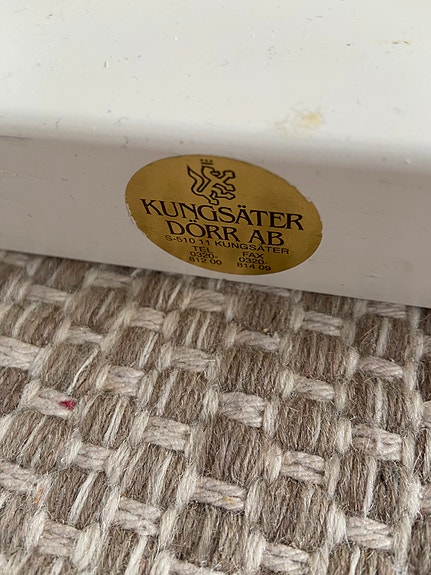 KUNGSÄTER
DÖRR AB
S-510 11 KUNGSÄTER
TEL FAX
0320- 0320-
812 00 814 09